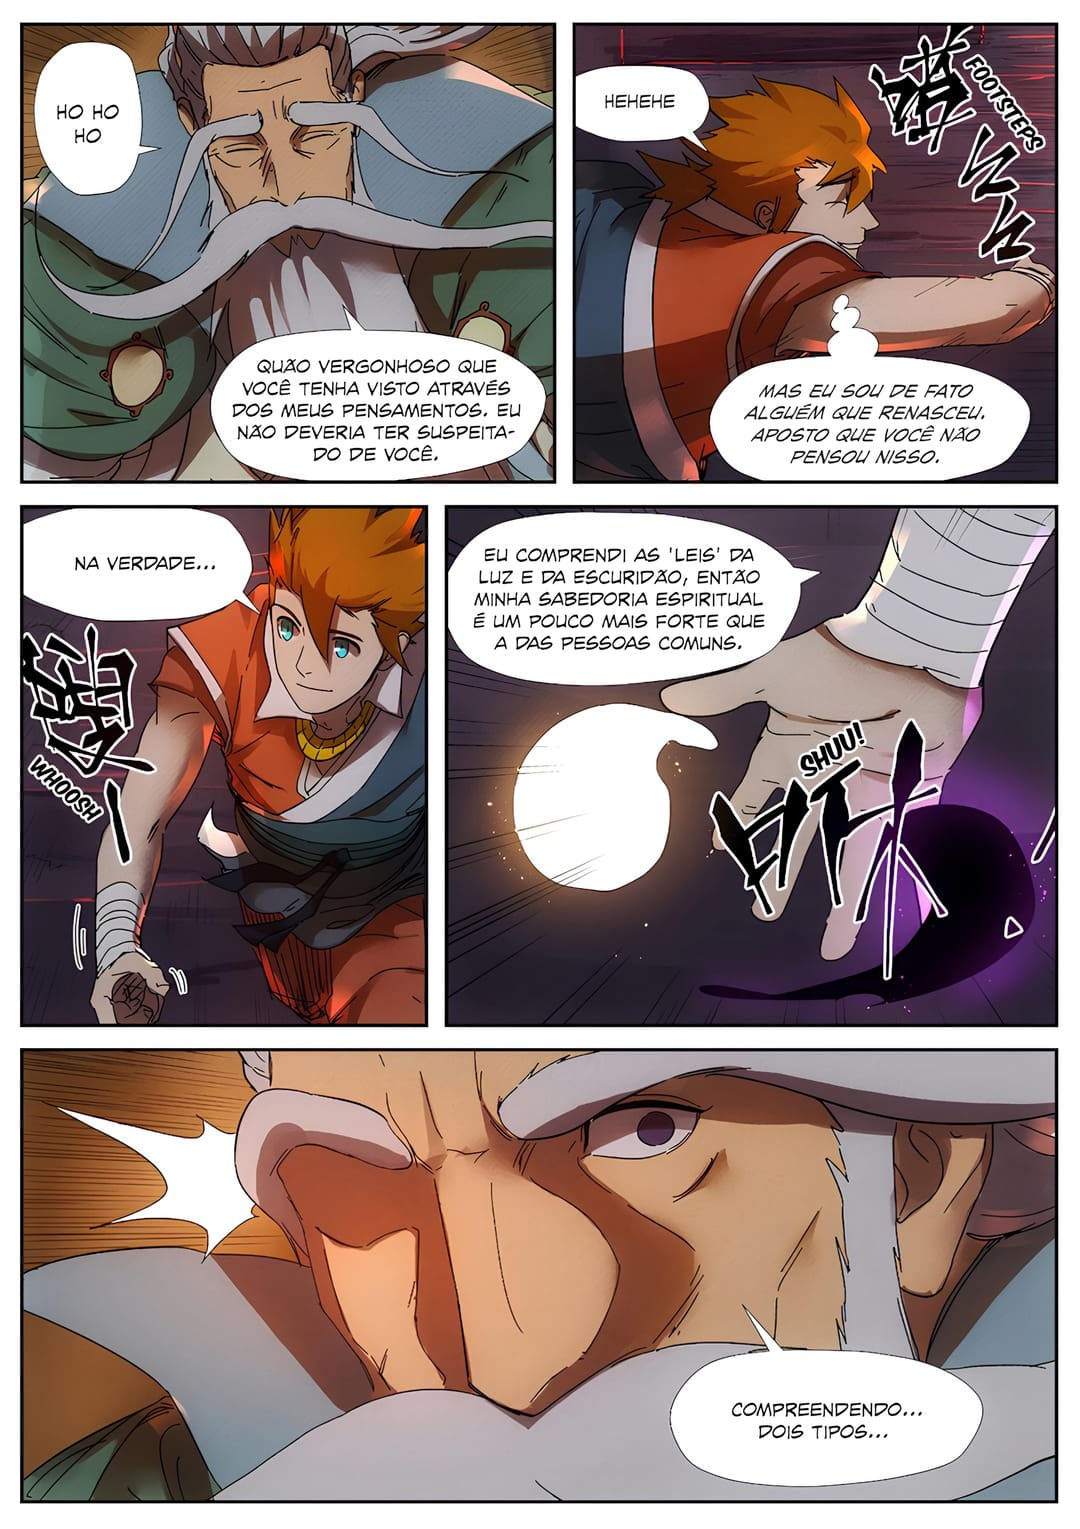 HO HO
HO
QUÃO VERGONHOSO QUE
VOCÊ TENHA VISTO ATRAVÉS
DOS MEUS PENSAMENTOS. EU
NÃO DEVERIA TER SUSPEITA-
DO DE VOCÊ.
HEHEHE
FOOTSTEPS
MAS EU SOU DE FATO
ALGUÉM QUE RENASCEU.
APOSTO QUE VOCÊ NÃO
PENSOU NISSO.
NA VERDADE...
WHOOSH
EU COMPRENDI AS 'LEIS' DA
LUZ E DA ESCURIDÃO, ENTÃO
MINHA SABEDORIA ESPIRITUAL
É UM POUCO MAIS FORTE QUE
A DAS PESSOAS COMUNS.
SHUU!
COMPREENDENDO...
DOIS TIPOS...